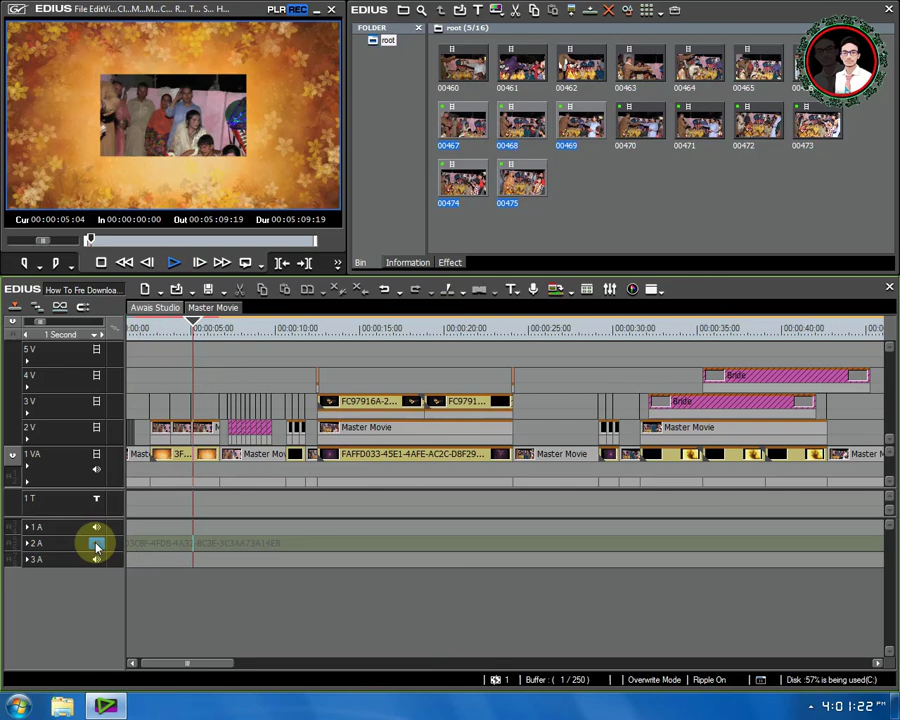 EDIUS File EditVi...C...M...C... R... T... S... H... PLR REC
Cur 00:00:05:04 In 00:00:00:00 Out 00:05:09:19 Dur 00:05:09:19
EDIUS
FOLDER
root
root (5/16)
00460 00461 00462 00463 00464 00465
00467 00468 00469 00470 00471 00472 00473
00474 00475
Bin Information Effect
EDIUS How To Fre Downloa...
Awais Studio Master Movie
1 Second
:00:00 00:00:05:00 00:00:10:00 00:00:15:00 00:00:20:00 00:00:25:00 00:00:30:00 00:00:35:00 00:00:40:00
5 V
4 V Bride
3 V FC97916A-2... FC9791... Bride
2 V M Master Movie Master Movie
1 VA Mast 3F... Master Mov FAFFD033-45E1-4AFE-AC2C-D8F29... Master Movie Master M
1 T T
1 A
2 A
3 A
1 Buffer : ( 1 / 250 ) Overwrite Mode Ripple On Disk :57% is being used(C:)
4:01:22 PM